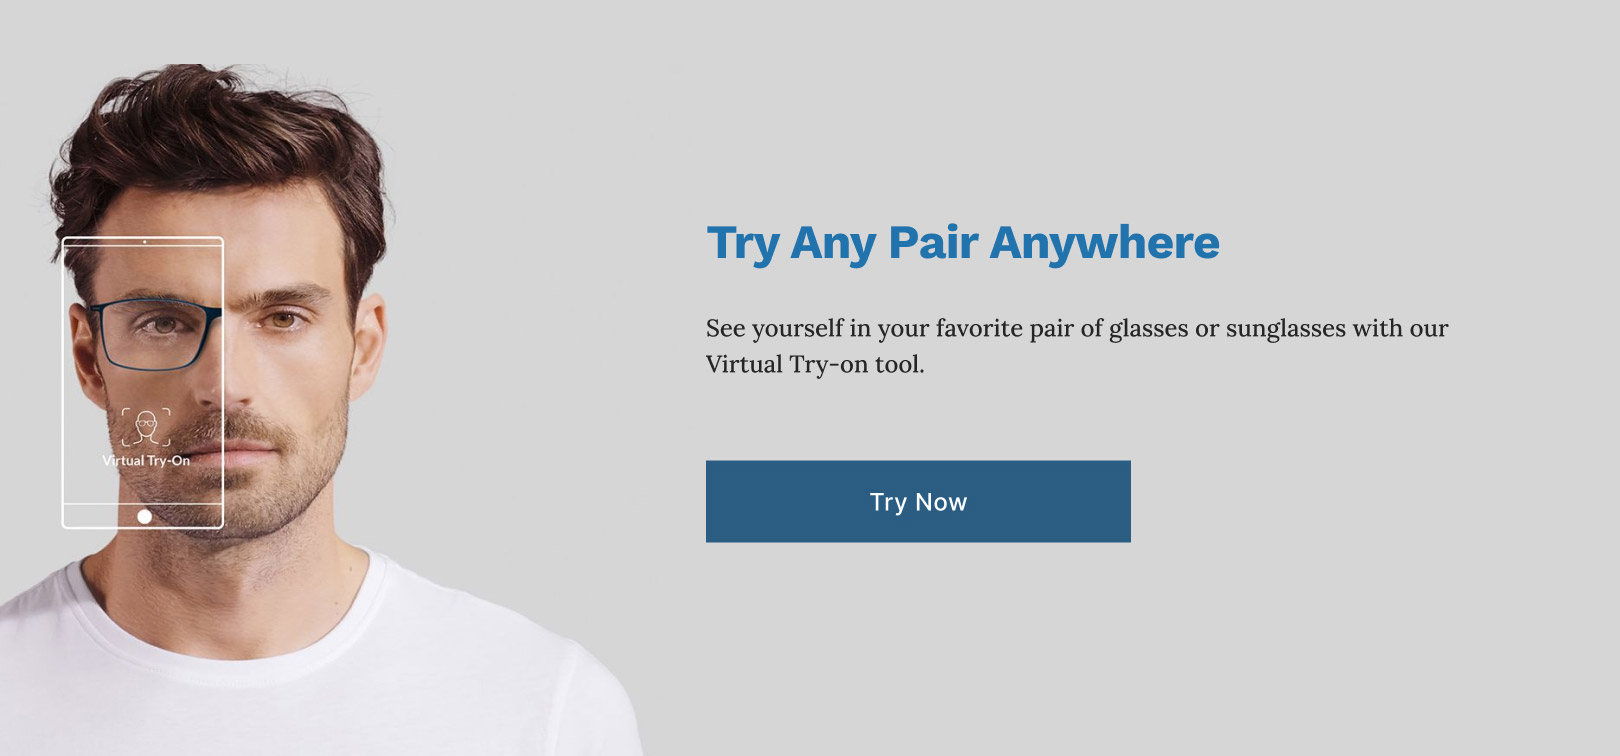 Try Any Pair Anywhere
See yourself in your favorite pair of glasses or sunglasses with our
Virtual Try-on tool.
Try Now
Virtual Try-On